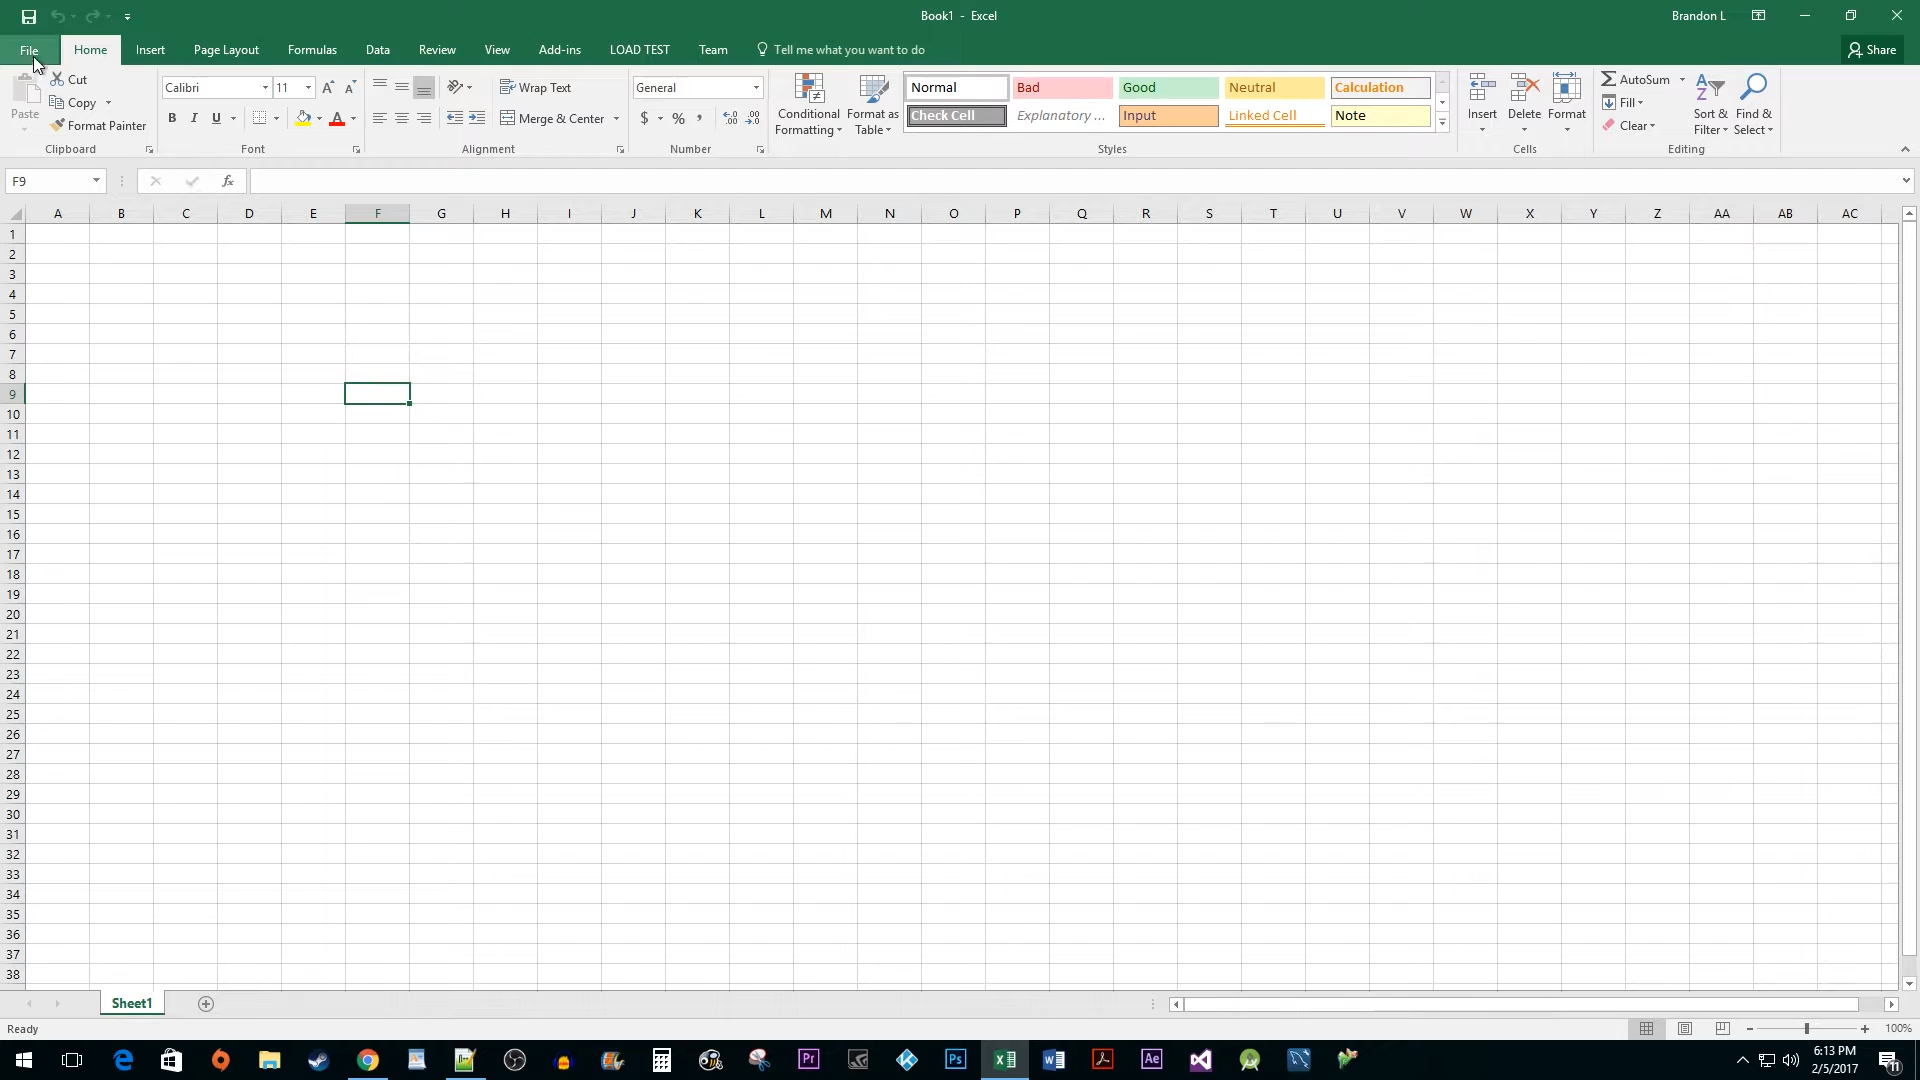 Book1 - Excel
Brandon L
File Home Insert Page Layout Formulas Data Review View Add-ins LOAD TEST Team Tell me what you want to do Share
Paste
Cut
Copy
Format Painter
Clipboard
Calibri 11
B I U A
Font
Wrap Text
Merge & Center
Alignment
General
$ % ,
Number
Conditional Formatting
Format as Table
Normal Bad Good Neutral Calculation
Check Cell Explanatory ... Input Linked Cell Note
Styles
Insert Delete Format
Cells
AutoSum
Fill
Clear
Sort & Filter
Find & Select
Editing
F9
fx
A B C D E F G H I J K L M N O P Q R S T U V W X Y Z AA AB AC
1
2
3
4
5
6
7
8
9
10
11
12
13
14
15
16
17
18
19
20
21
22
23
24
25
26
27
28
29
30
31
32
33
34
35
36
37
38
Sheet1
Ready
100%
Pr
Ps
Ae
6:13 PM
2/5/2017
11